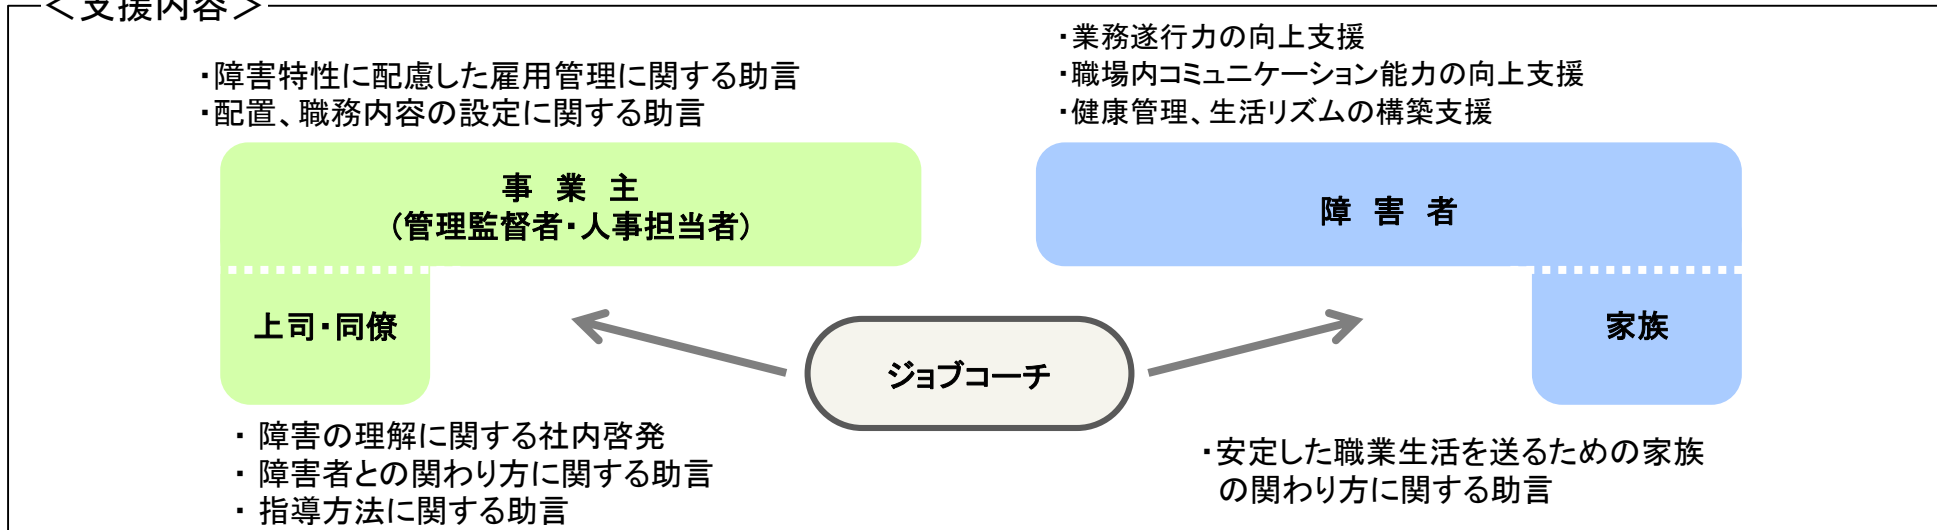 ＜支援内容＞
・障害特性に配慮した雇用管理に関する助言
・配置、職務内容の設定に関する助言
・業務遂行力の向上支援
・職場内コミュニケーション能力の向上支援
・健康管理、生活リズムの構築支援
事　業　主
（管理監督者・人事担当者）
障　害　者
上司・同僚
ジョブコーチ
家族
・ 障害の理解に関する社内啓発
・ 障害者との関わり方に関する助言
・ 指導方法に関する助言
・安定した職業生活を送るための家族
の関わり方に関する助言